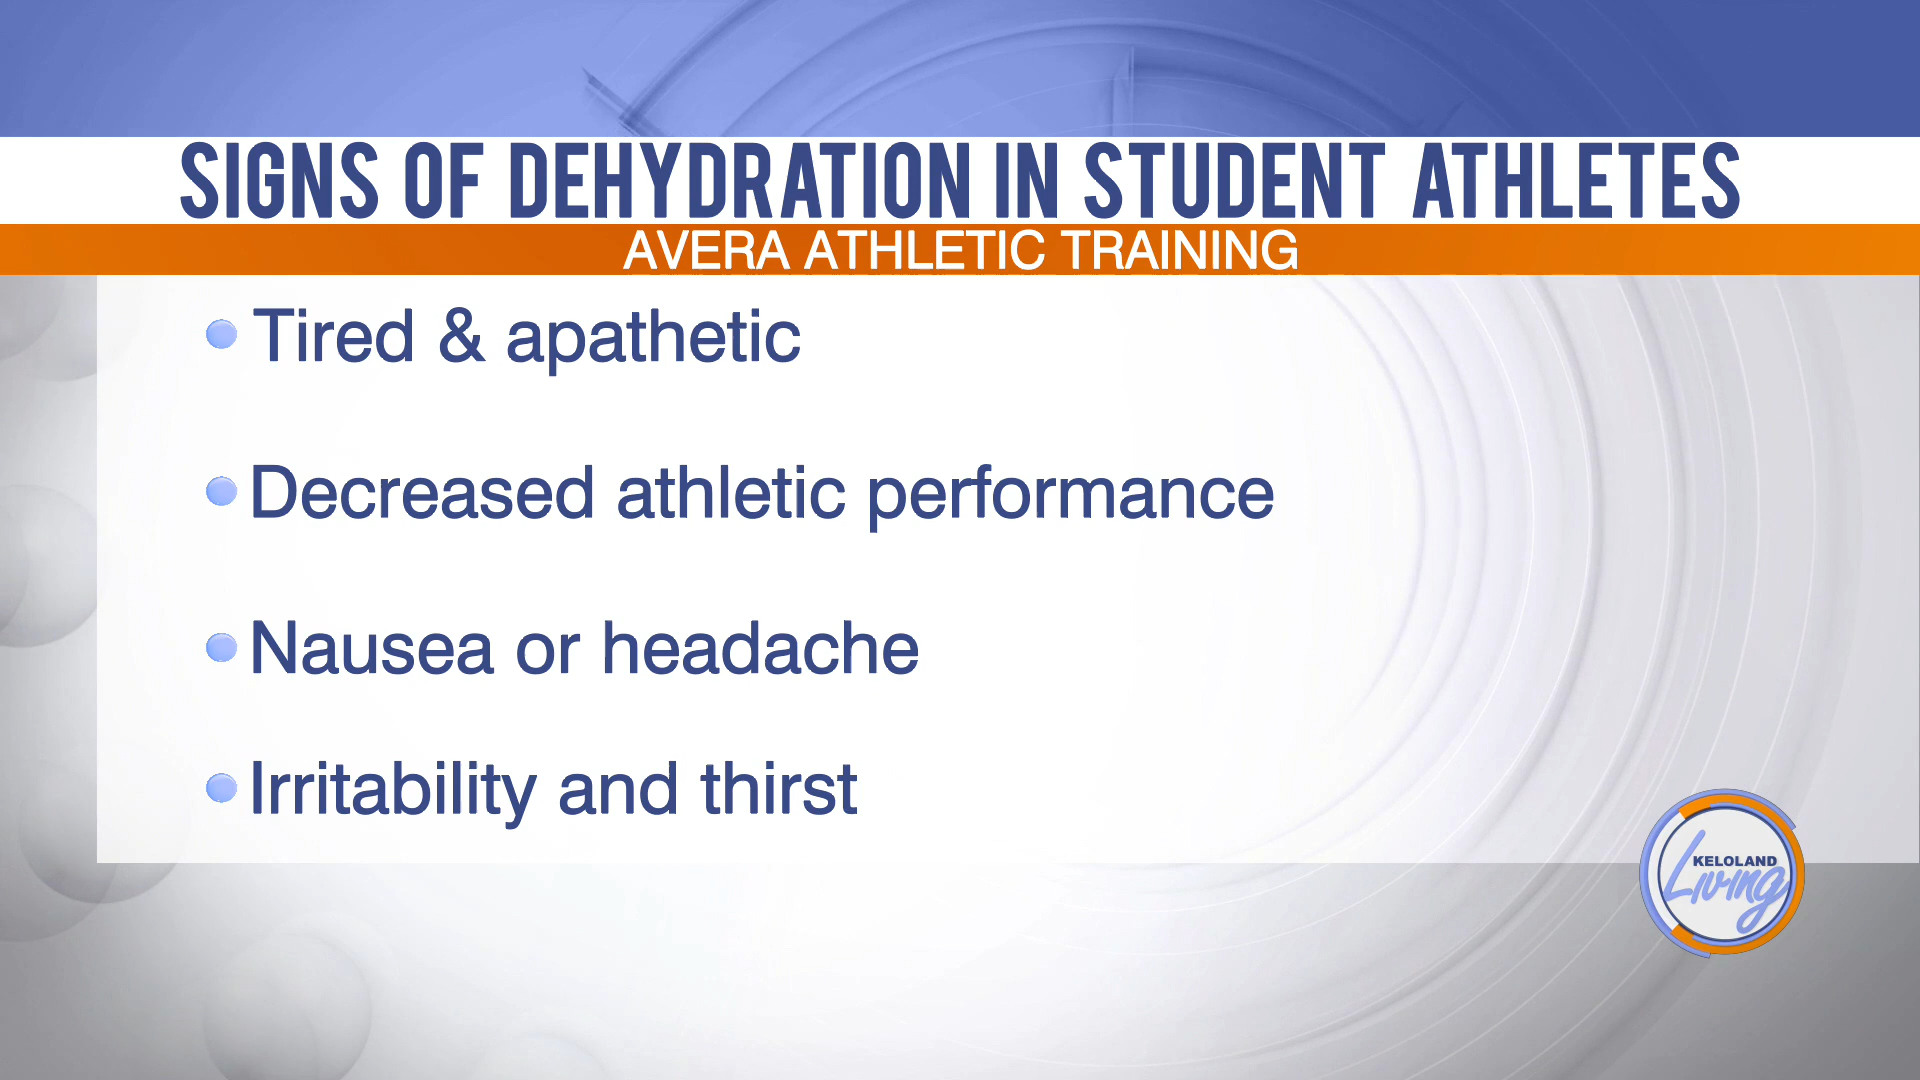 SIGNS OF DEHYDRATION IN STUDENT ATHLETES
AVERA ATHLETIC TRAINING
Tired & apathetic
Decreased athletic performance
Nausea or headache
Irritability and thirst
KELOLAND
Living